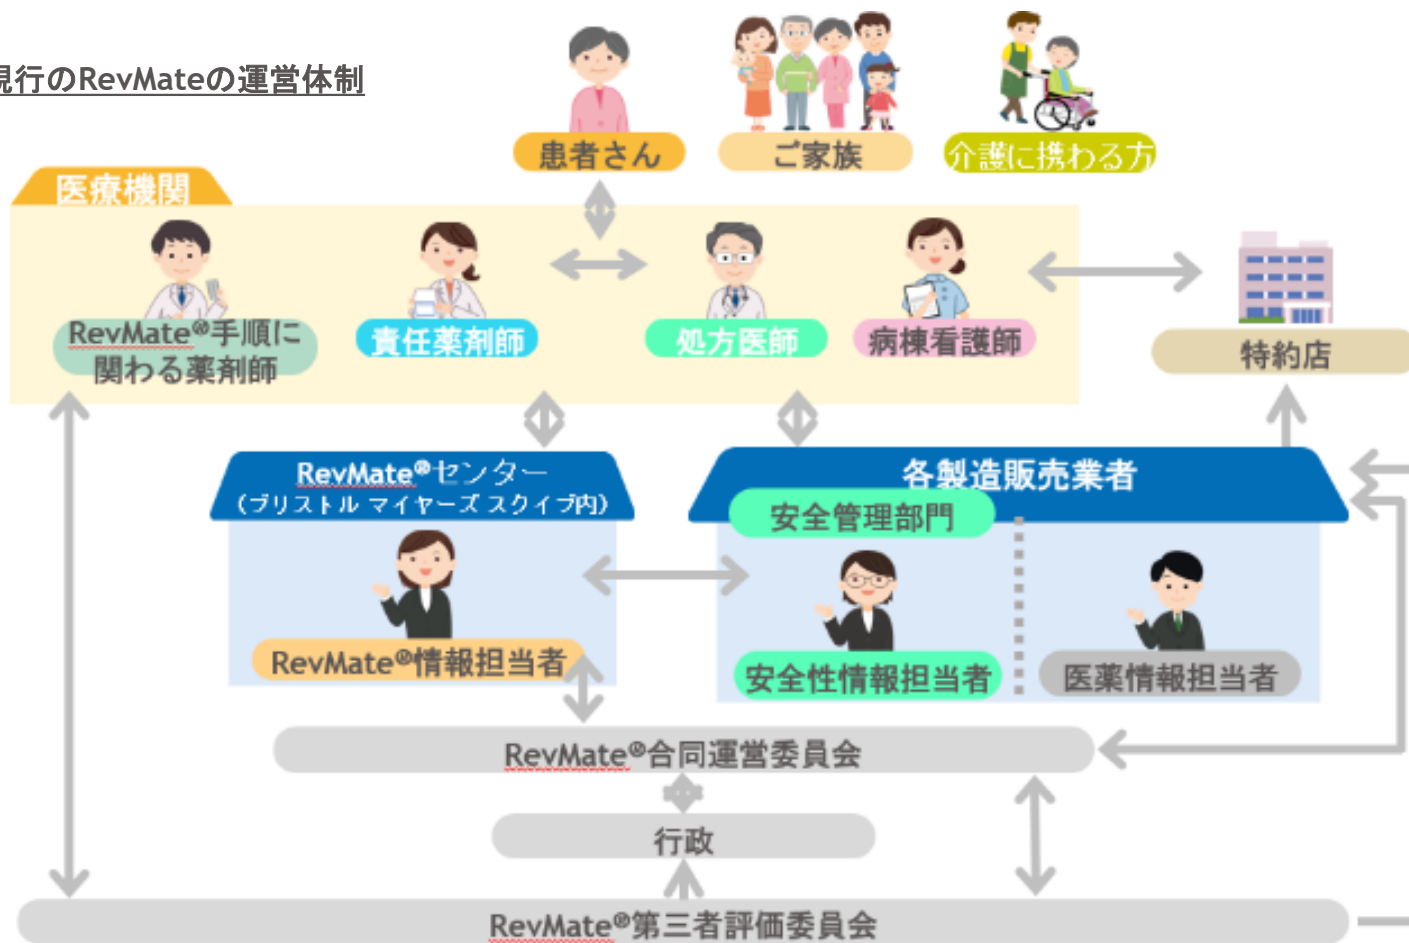 現行のRevMateの運営体制
患者さん
ご家族
介護に携わる方
医療機関
RevMate®手順に
関わる薬剤師
責任薬剤師
処方医師
病棟看護師
特約店
RevMate®センター
（ブリストル マイヤーズ スクイブ内）
各製造販売業者
安全管理部門
RevMate®情報担当者
安全性情報担当者
医薬情報担当者
RevMate®合同運営委員会
行政
RevMate®第三者評価委員会